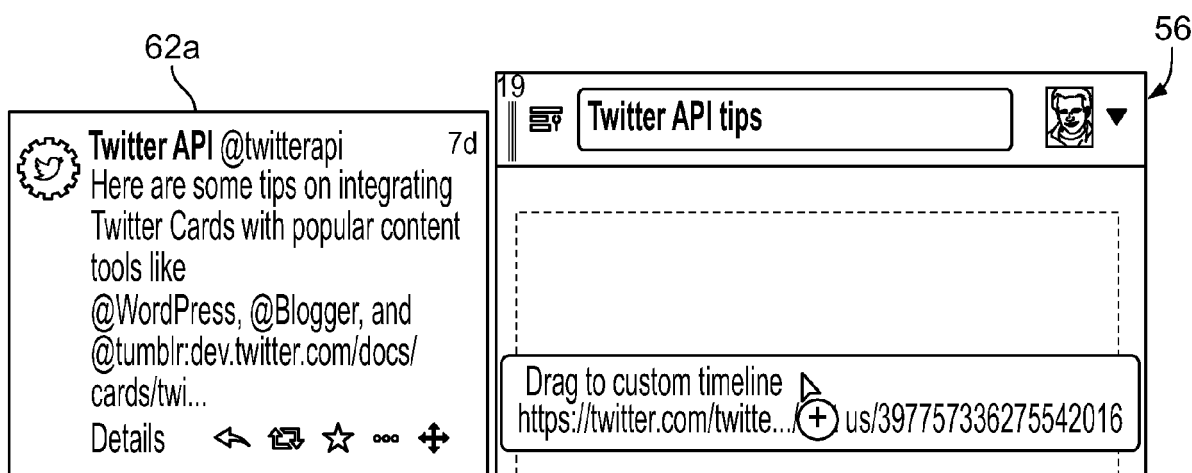 62a
56
Twitter API @twitterapi 7d
Here are some tips on integrating
Twitter Cards with popular content
tools like
@WordPress, @Blogger, and
@tumblr:dev.twitter.com/docs/
cards/twi...
Details
19
Twitter API tips
Drag to custom timeline
https://twitter.com/twitte.../ us/397757336275542016